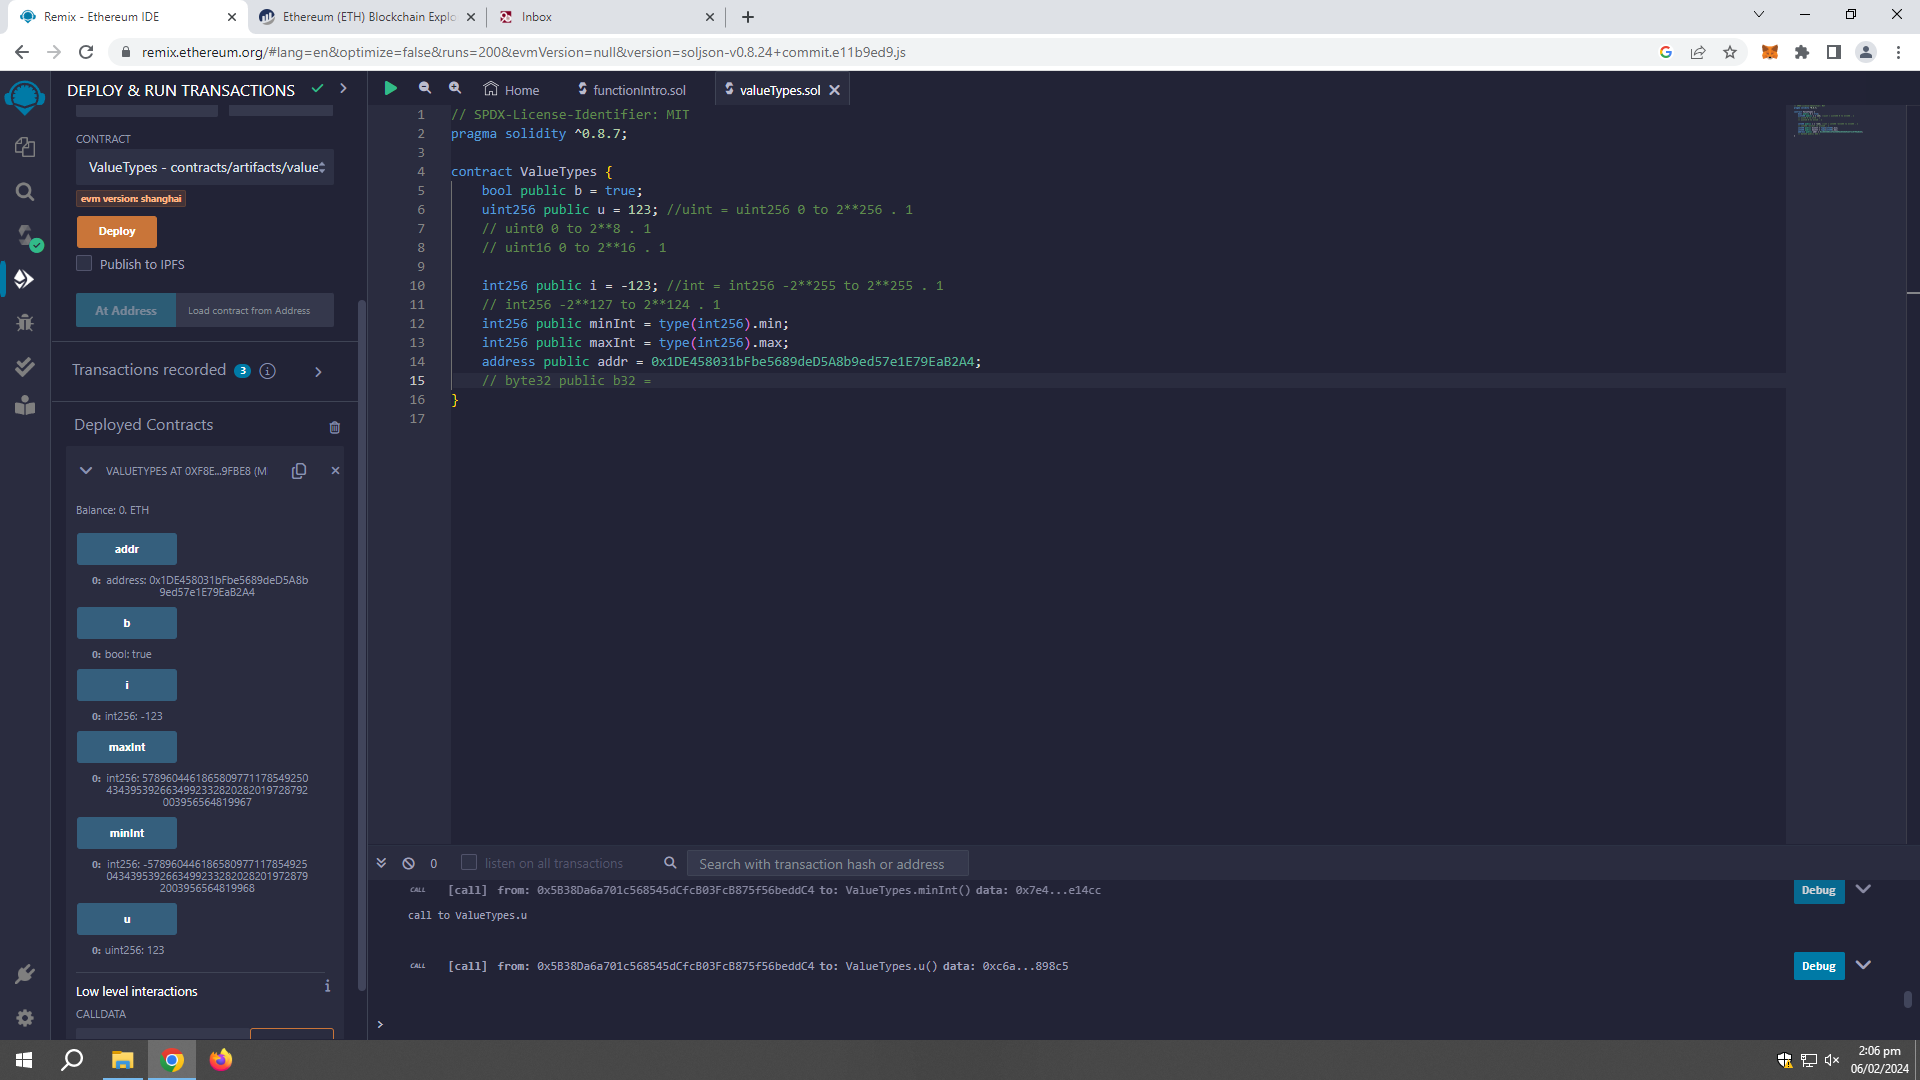 Remix - Ethereum IDE
Ethereum (ETH) Blockchain Explo
Inbox
remix.ethereum.org/#lang=en&optimize=false&runs=200&evmVersion=null&version=soljson-v0.8.24+commit.e11b9ed9.js
DEPLOY & RUN TRANSACTIONS
CONTRACT
ValueTypes - contracts/artifacts/value
evm version: shanghai
Deploy
Publish to IPFS
At Address
Load contract from Address
Transactions recorded 3 i
Deployed Contracts
VALUETYPES AT 0XF8E...9FBE8 (M
Balance: 0. ETH
addr
0: address: 0x1DE458031bFbe5689deD5A8b
9ed57e1E79EaB2A4
b
0: bool: true
i
0: int256: -123
maxInt
0: int256: 5789604461865809771178549250
4343953926634992332820282019728792
003956564819967
minInt
0: int256: -578960446186580977117854925
04343953926634992332820282019728792
2003956564819968
u
0: uint256: 123
Low level interactions
i
CALLDATA
Home
functionIntro.sol
valueTypes.sol
1 // SPDX-License-Identifier: MIT
2 pragma solidity ^0.8.7;
3
4 contract ValueTypes {
5 bool public b = true;
6 uint256 public u = 123; //uint = uint256 0 to 2**256 . 1
7 // uint0 0 to 2**8 . 1
8 // uint16 0 to 2**16 . 1
9
10 int256 public i = -123; //int = int256 -2**255 to 2**255 . 1
11 // int256 -2**127 to 2**124 . 1
12 int256 public minInt = type(int256).min;
13 int256 public maxInt = type(int256).max;
14 address public addr = 0x1DE458031bFbe5689deD5A8b9ed57e1E79EaB2A4;
15 // byte32 public b32 =
16 }
17
0
listen on all transactions
Search with transaction hash or address
CALL [call] from: 0x5B38Da6a701c568545dCfcB03FcB875f56beddC4 to: ValueTypes.minInt() data: 0x7e4...e14cc
Debug
call to ValueTypes.u
CALL [call] from: 0x5B38Da6a701c568545dCfcB03FcB875f56beddC4 to: ValueTypes.u() data: 0xc6a...898c5
Debug
>
2:06 pm
06/02/2024